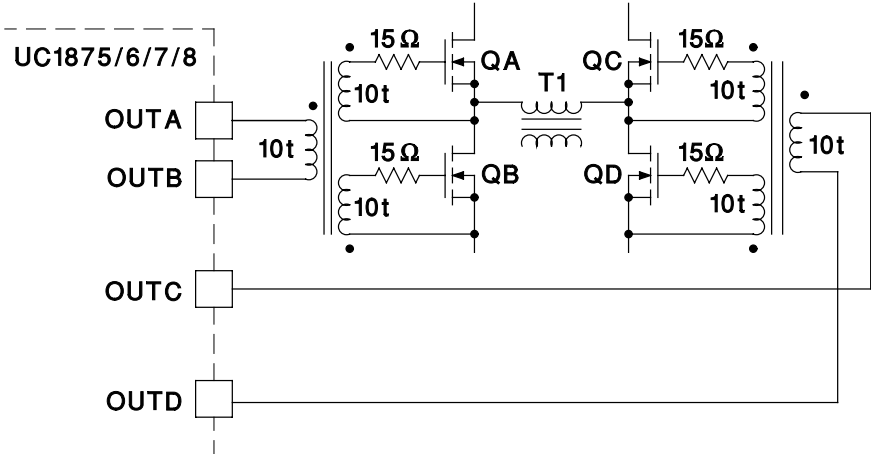 UC1875/6/7/8
OUTA
OUTB
OUTC
OUTD
10t
15Ω
10t
15Ω
10t
QA
QB
T1
QC
QD
15Ω
10t
15Ω
10t
10t